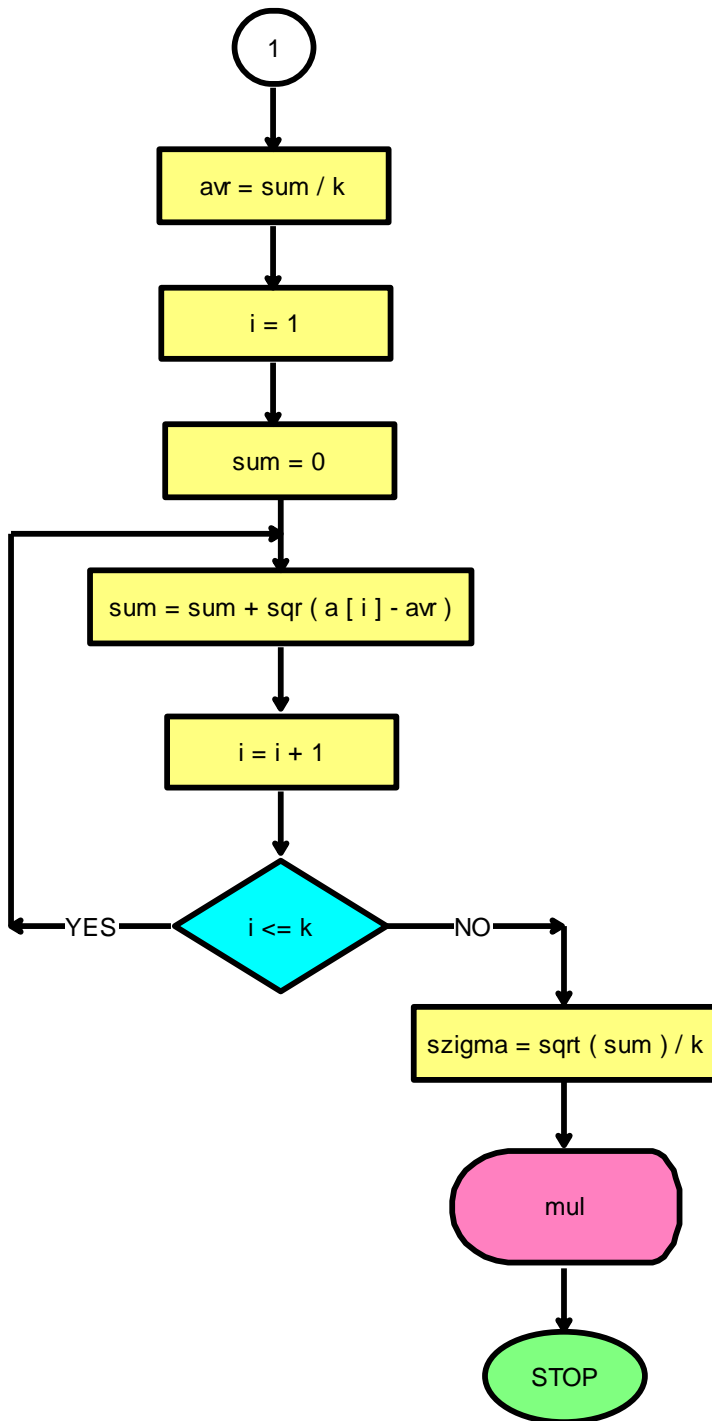 1
avr = sum / k
i = 1
sum = 0
sum = sum + sqr ( a [ i ] - avr )
i = i + 1
i <= k
YES
NO
szigma = sqrt ( sum ) / k
mul
STOP